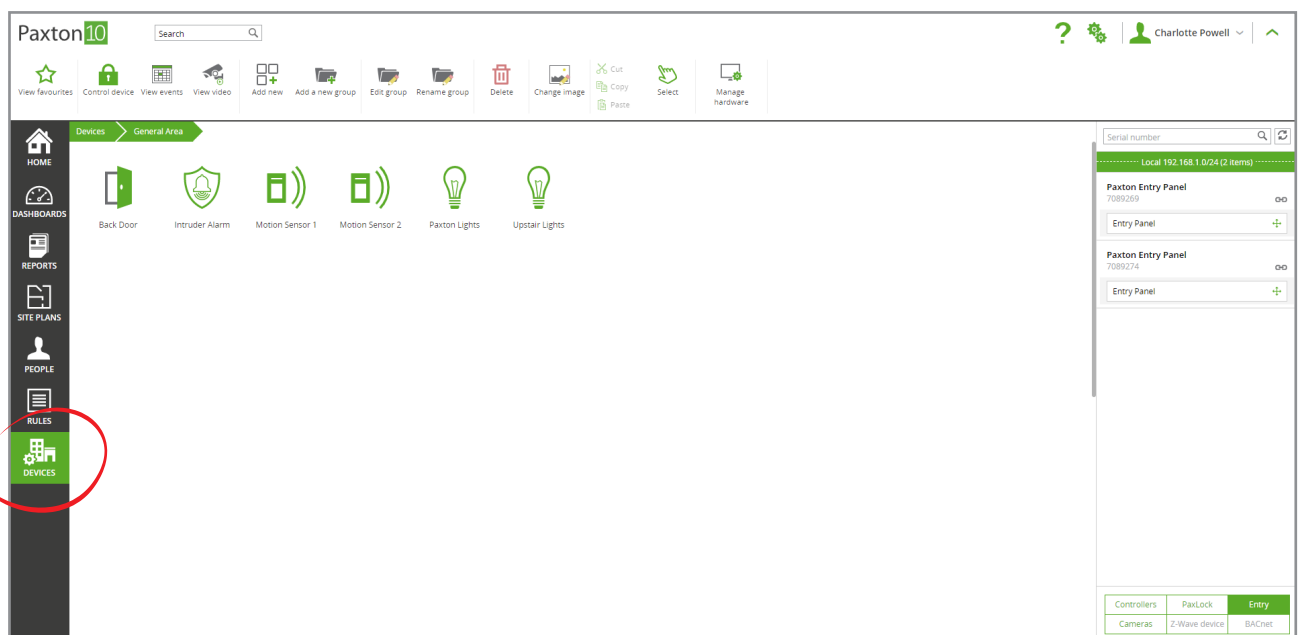 Paxton10
Search
Charlotte Powell
View favourites
Control device
View events
View video
Add new
Add a new group
Edit group
Rename group
Delete
Change image
Cut
Copy
Paste
Select
Manage
hardware
HOME
DASHBOARDS
REPORTS
SITE PLANS
PEOPLE
RULES
DEVICES
Devices
General Area
Back Door
Intruder Alarm
Motion Sensor 1
Motion Sensor 2
Paxton Lights
Upstair Lights
Serial number
Local 192.168.1.0/24 (2 items)
Paxton Entry Panel
7089269
Entry Panel
Paxton Entry Panel
7089274
Entry Panel
Controllers
PaxLock
Entry
Cameras
Z-Wave device
BACnet